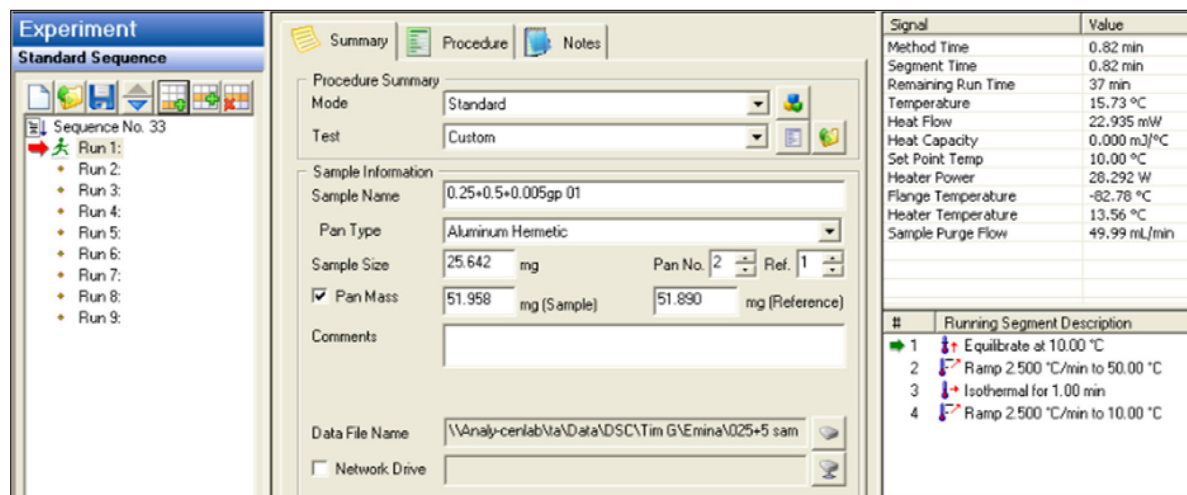 Experiment
Standard Sequence
Sequence No. 33
Run 1:
Run 2:
Run 3:
Run 4:
Run 5:
Run 6:
Run 7:
Run 8:
Run 9:
Summary Procedure Notes
Procedure Summary
Mode Standard
Test Custom
Sample Information
Sample Name 0.25+0.5+0.005gp 01
Pan Type Aluminum Hermetic
Sample Size 25.642 mg Pan No. 2 Ref. 1
Pan Mass 51.958 mg (Sample) 51.890 mg (Reference)
Comments
Data File Name \\Analy-cenlab\ta\Data\DSC\Tim G\Emina\025+5 sam
Network Drive
Signal Value
Method Time 0.82 min
Segment Time 0.82 min
Remaining Run Time 37 min
Temperature 15.73 °C
Heat Flow 22.935 mW
Heat Capacity 0.000 mJ/°C
Set Point Temp 10.00 °C
Heater Power 28.292 W
Flange Temperature -82.78 °C
Heater Temperature 13.56 °C
Sample Purge Flow 49.99 mL/min
# Running Segment Description
1 Equilibrate at 10.00 °C
2 Ramp 2.500 °C/min to 50.00 °C
3 Isothermal for 1.00 min
4 Ramp 2.500 °C/min to 10.00 °C